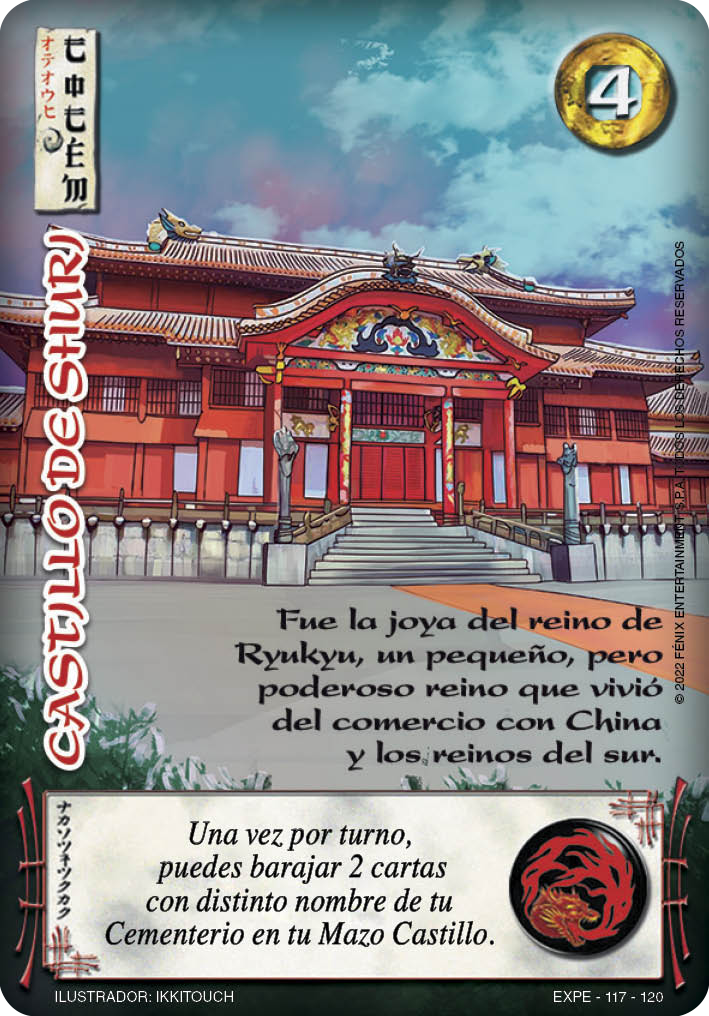 オテオウヒ
4
CASTILLO DE SHURI
Fue la joya del reino de
Ryukyu, un pequeño, pero
poderoso reino que vivió
del comercio con China
y los reinos del sur.
© 2022 FÉNIX ENTERTAINMENT S.P.A. TODOS LOS DERECHOS RESERVADOS
ナカソツネツクカク
Una vez por turno,
puedes barajar 2 cartas
con distinto nombre de tu
Cementerio en tu Mazo Castillo.
ILUSTRADOR: IKKITOUCH
EXPE - 117 - 120